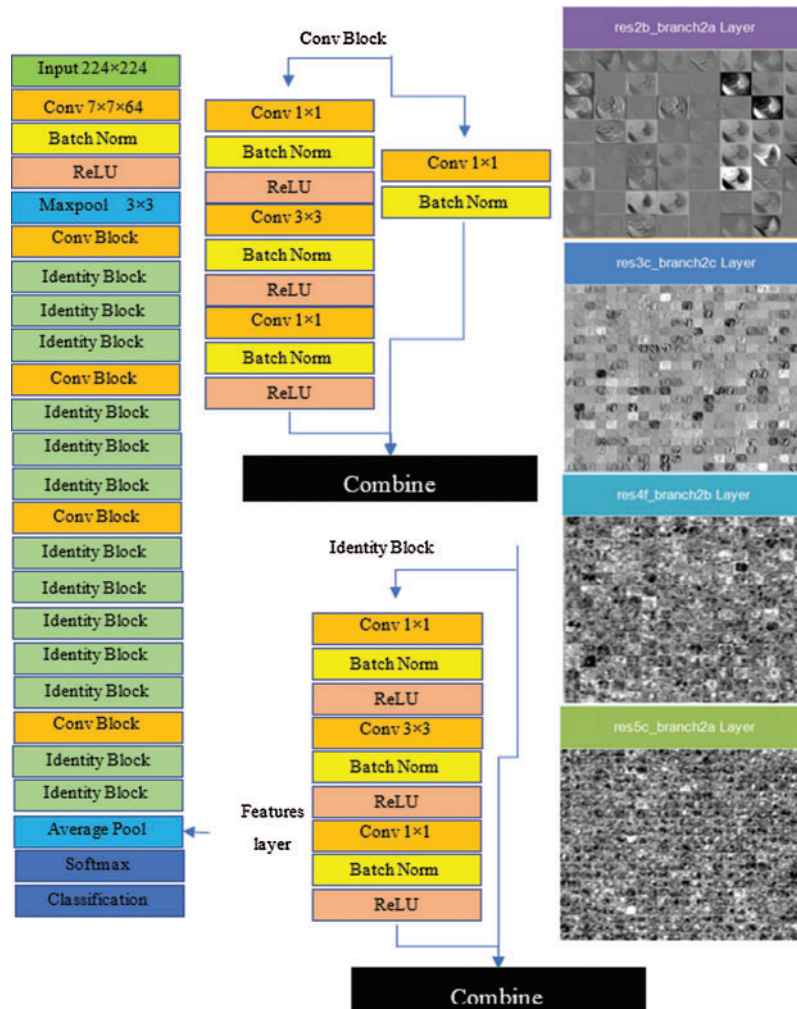 Input 224×224
Conv 7×7×64
Batch Norm
ReLU
Maxpool 3×3
Conv Block
Identity Block
Identity Block
Identity Block
Conv Block
Identity Block
Identity Block
Identity Block
Conv Block
Identity Block
Identity Block
Identity Block
Identity Block
Identity Block
Conv Block
Identity Block
Identity Block
Average Pool
Softmax
Classification
Conv Block
Conv 1×1
Batch Norm
ReLU
Conv 3×3
Batch Norm
ReLU
Conv 1×1
Batch Norm
ReLU
Conv 1×1
Batch Norm
Combine
Identity Block
Conv 1×1
Batch Norm
ReLU
Conv 3×3
Batch Norm
ReLU
Conv 1×1
Batch Norm
ReLU
Features
layer
Combine
res2b_branch2a Layer
res3c_branch2c Layer
res4f_branch2b Layer
res5c_branch2a Layer